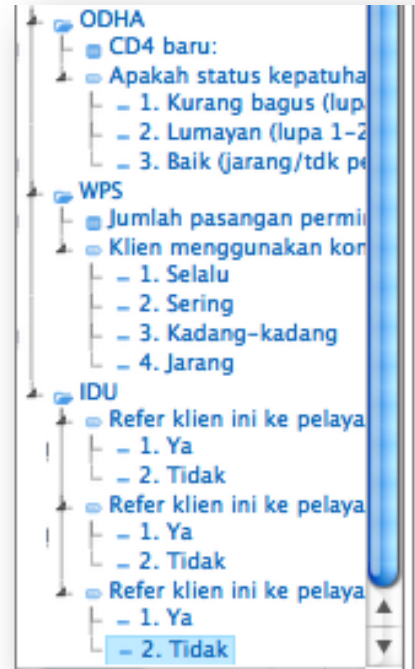 ODHA
CD4 baru:
Apakah status kepatuha
1. Kurang bagus (lup
2. Lumayan (lupa 1-2
3. Baik (jarang/tdk pe
WPS
Jumlah pasangan permi
Klien menggunakan kon
1. Selalu
2. Sering
3. Kadang-kadang
4. Jarang
IDU
Refer klien ini ke pelaya
1. Ya
2. Tidak
Refer klien ini ke pelaya
1. Ya
2. Tidak
Refer klien ini ke pelaya
1. Ya
2. Tidak